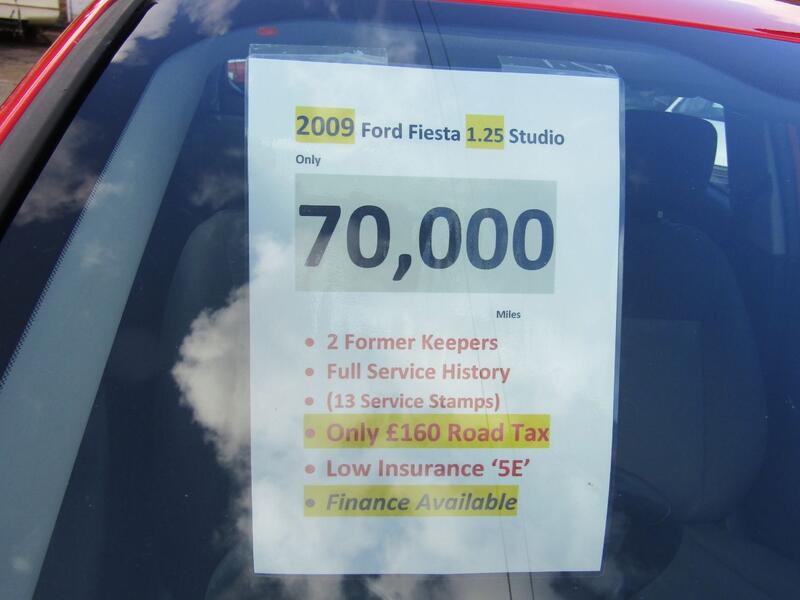 2009 Ford Fiesta 1.25 Studio
Only
70,000
Miles
• 2 Former Keepers
• Full Service History
• (13 Service Stamps)
• Only £160 Road Tax
• Low Insurance ‘5E’
• Finance Available